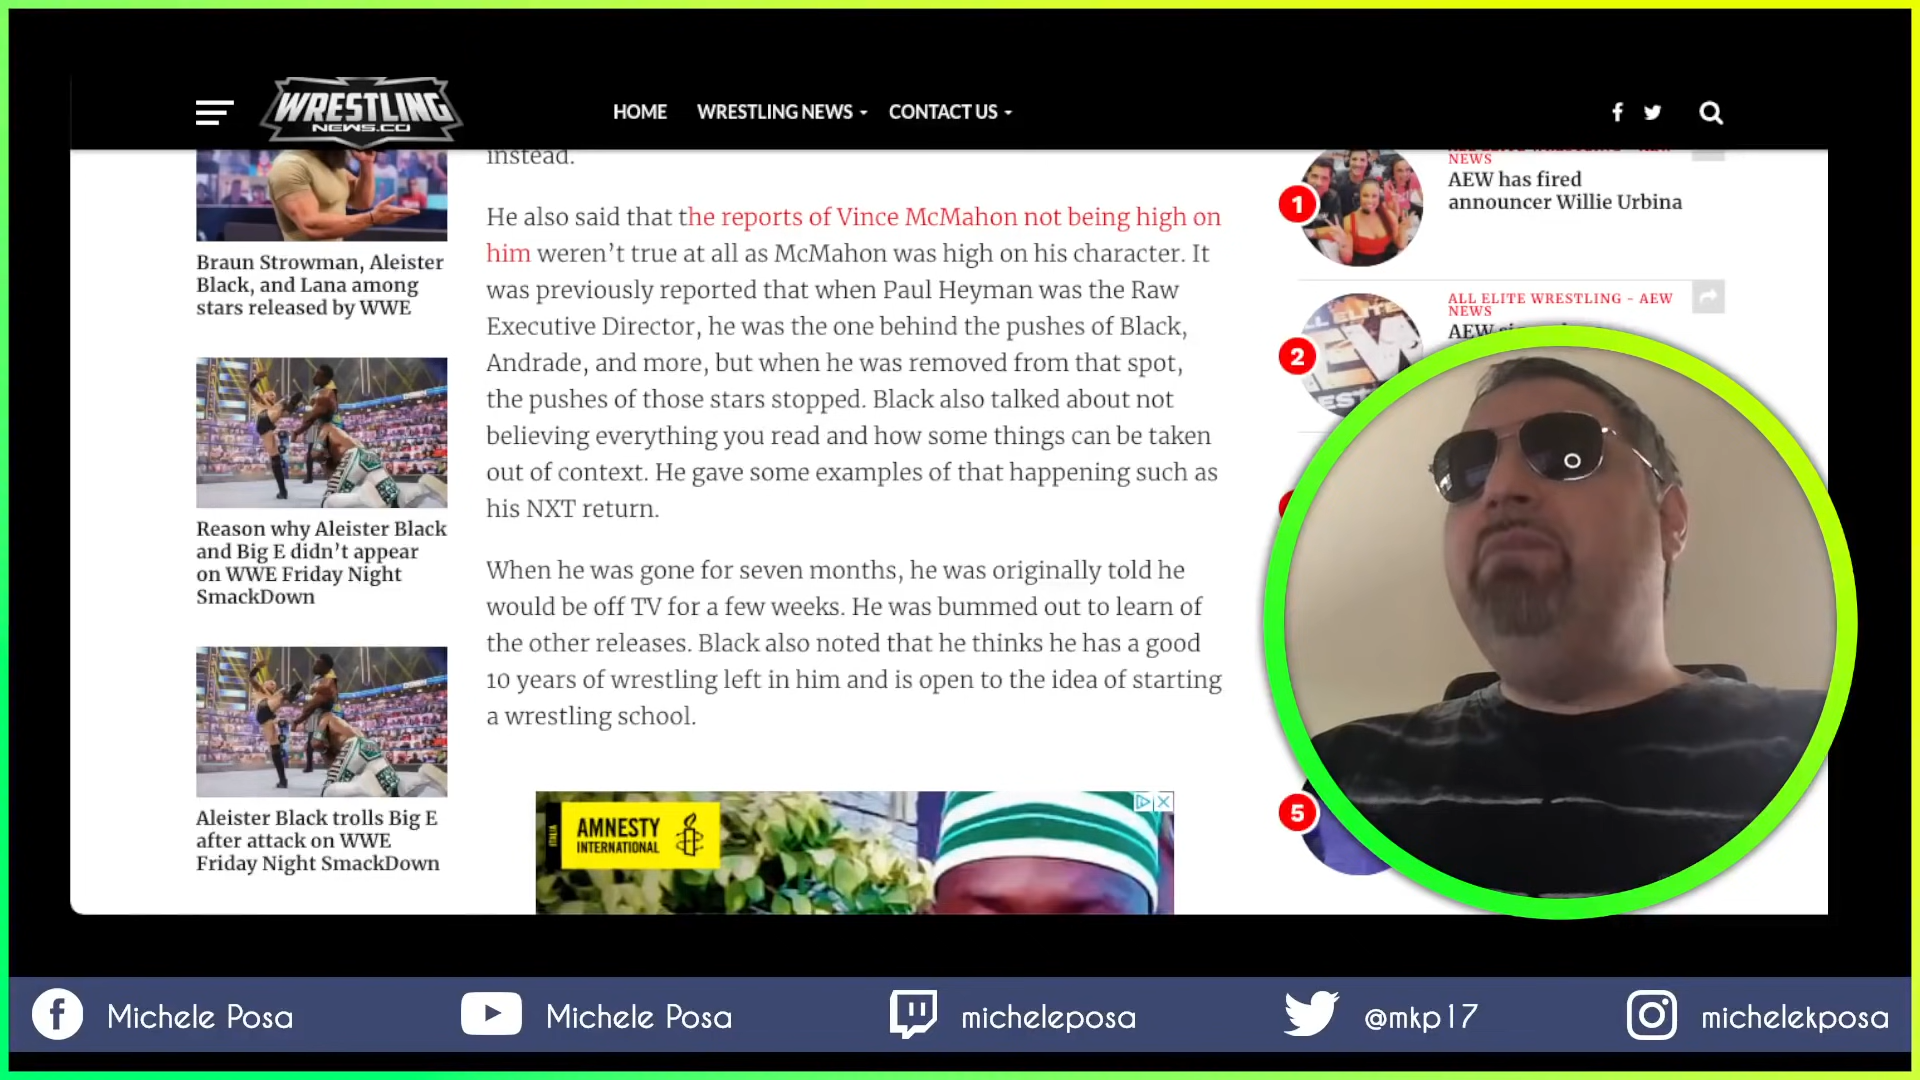 WRESTLING
NEWS.CO
HOME
WRESTLING NEWS
CONTACT US
Braun Strowman, Aleister
Black, and Lana among
stars released by WWE
Reason why Aleister Black
and Big E didn’t appear
on WWE Friday Night
SmackDown
Aleister Black trolls Big E
after attack on WWE
Friday Night SmackDown
instead.
He also said that the reports of Vince McMahon not being high on
him weren’t true at all as McMahon was high on his character. It
was previously reported that when Paul Heyman was the Raw
Executive Director, he was the one behind the pushes of Black,
Andrade, and more, but when he was removed from that spot,
the pushes of those stars stopped. Black also talked about not
believing everything you read and how some things can be taken
out of context. He gave some examples of that happening such as
his NXT return.
When he was gone for seven months, he was originally told he
would be off TV for a few weeks. He was bummed out to learn of
the other releases. Black also noted that he thinks he has a good
10 years of wrestling left in him and is open to the idea of starting
a wrestling school.
ITALIA
AMNESTY
INTERNATIONAL
1
ALL ELITE WRESTLING - AEW
NEWS
AEW has fired
announcer Willie Urbina
2
ALL ELITE WRESTLING - AEW
NEWS
AEW
5
Michele Posa
Michele Posa
micheleposa
@mkp17
michelekposa